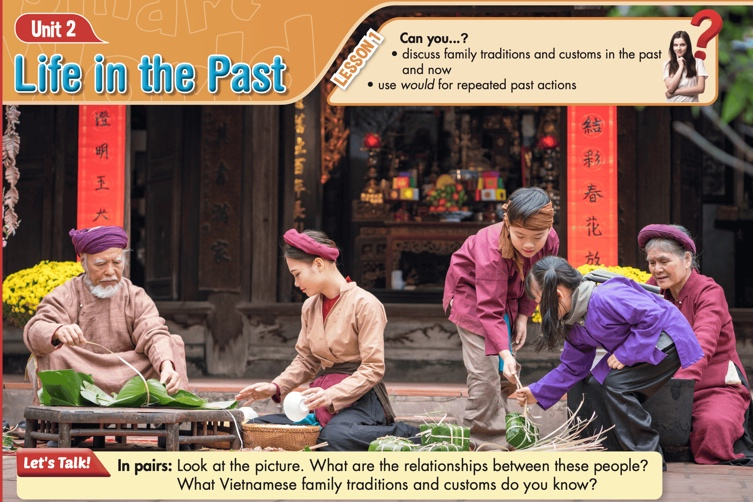 Unit 2
Life in the Past
LESSON 1
Can you...?
• discuss family traditions and customs in the past
and now
• use would for repeated past actions
?
澄
明
王
結
彩
春
花
放
Let's Talk!
In pairs: Look at the picture. What are the relationships between these people?
What Vietnamese family traditions and customs do you know?